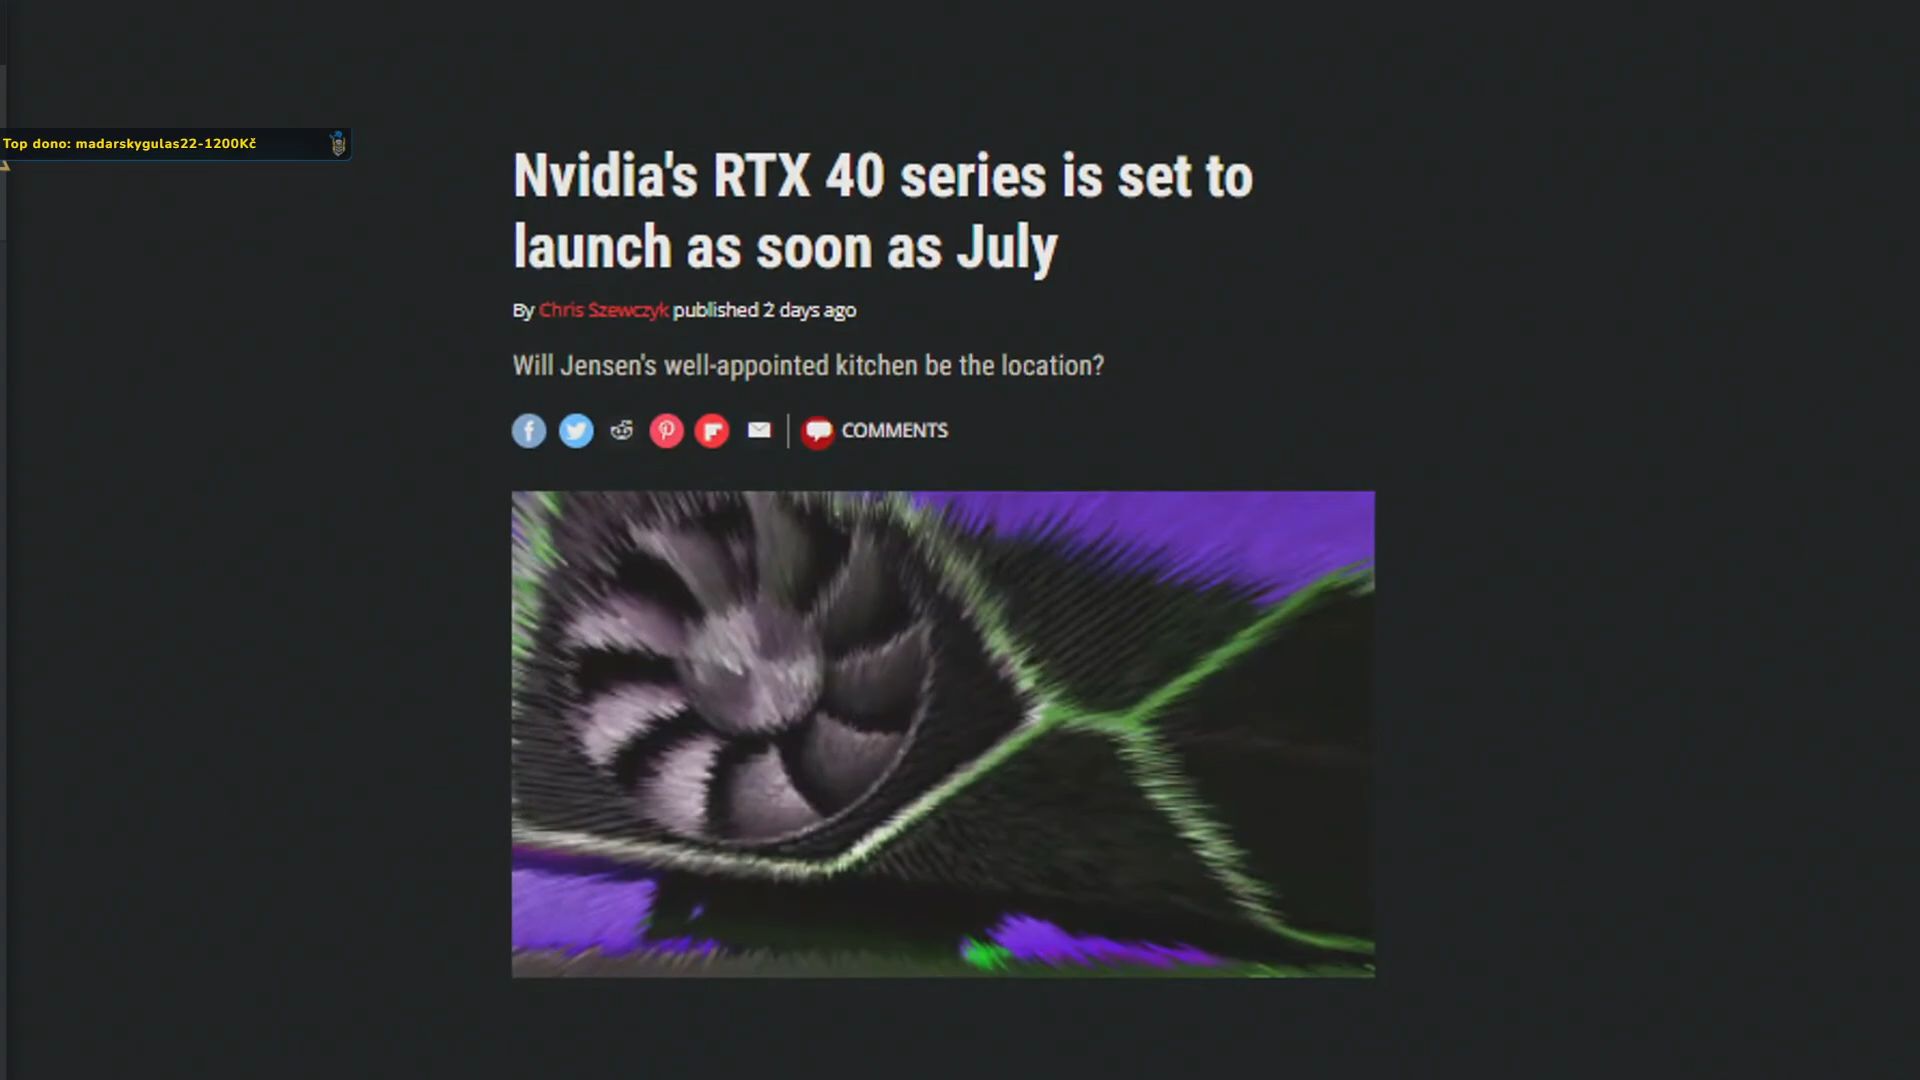 Top dono: madarskygulas22-1200Kč
Nvidia's RTX 40 series is set to
launch as soon as July
By Chris Szewczyk published 2 days ago
Will Jensen's well-appointed kitchen be the location?
COMMENTS